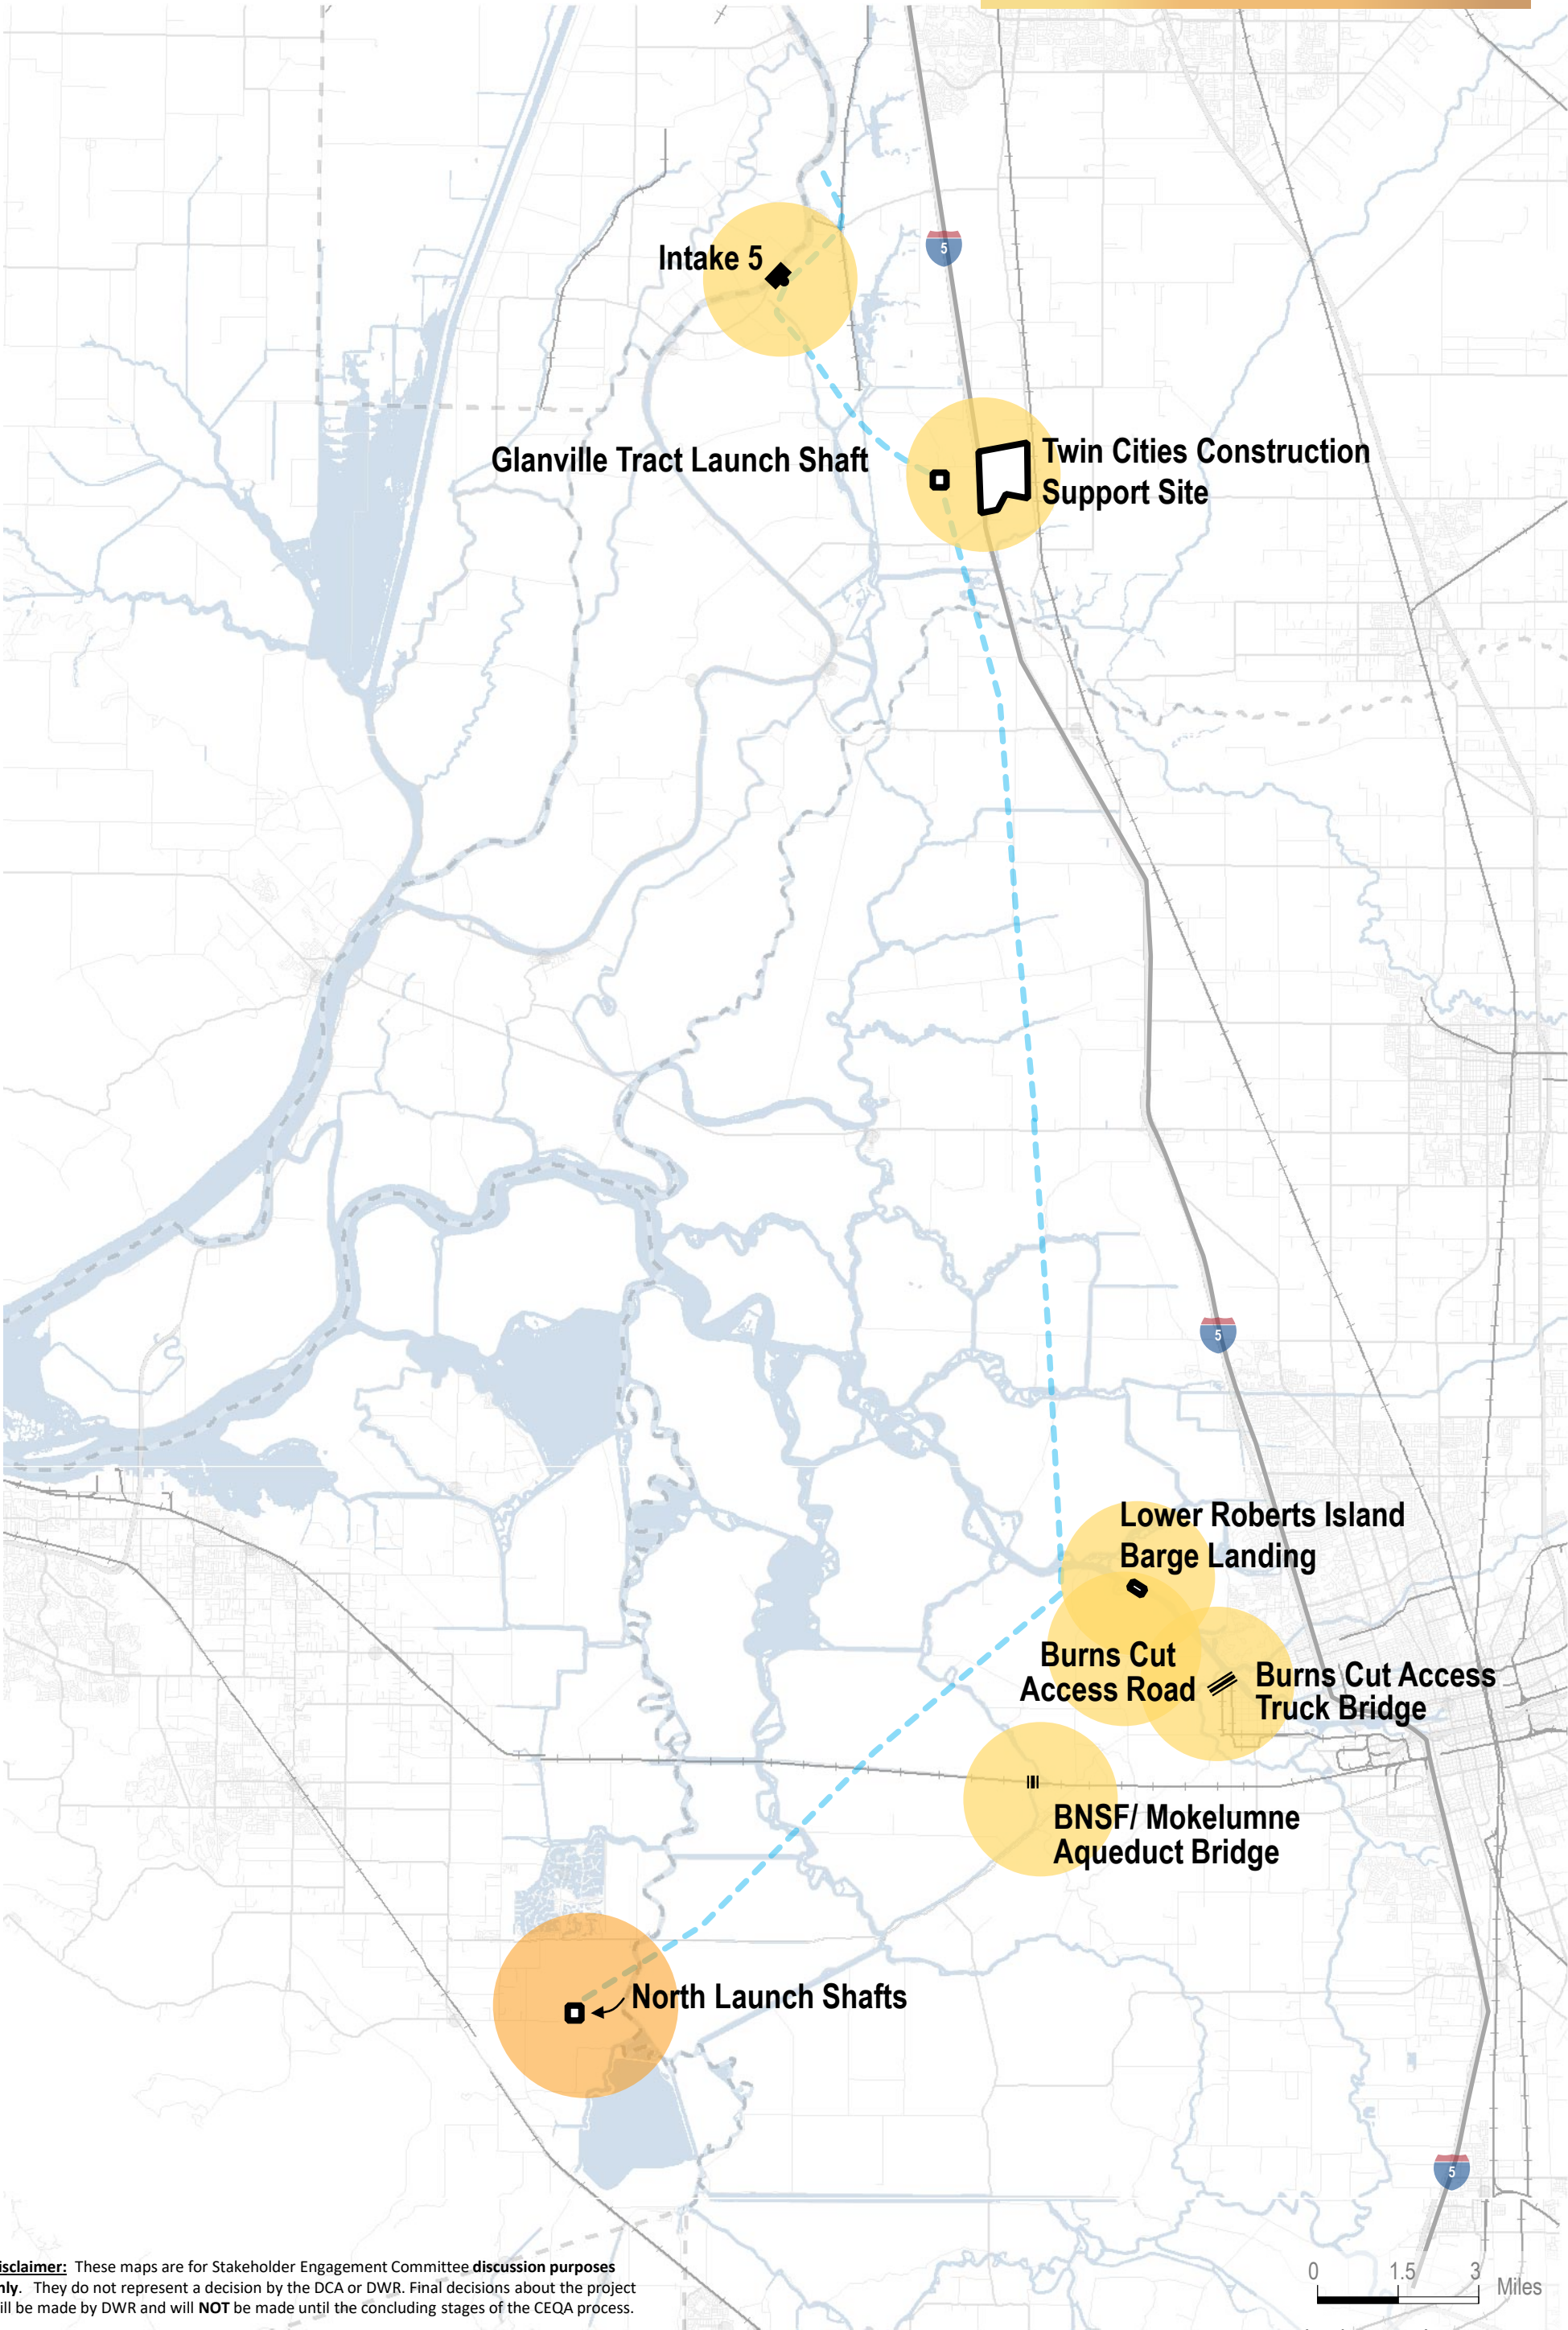 5
Intake 5
Glanville Tract Launch Shaft
Twin Cities Construction
Support Site
5
Lower Roberts Island
Barge Landing
Burns Cut
Access Road
Burns Cut Access
Truck Bridge
BNSF/ Mokelumne
Aqueduct Bridge
North Launch Shafts
5
isclaimer: These maps are for Stakeholder Engagement Committee discussion purposes
nly. They do not represent a decision by the DCA or DWR. Final decisions about the project
ill be made by DWR and will NOT be made until the concluding stages of the CEQA process.
0 1.5 3
Miles